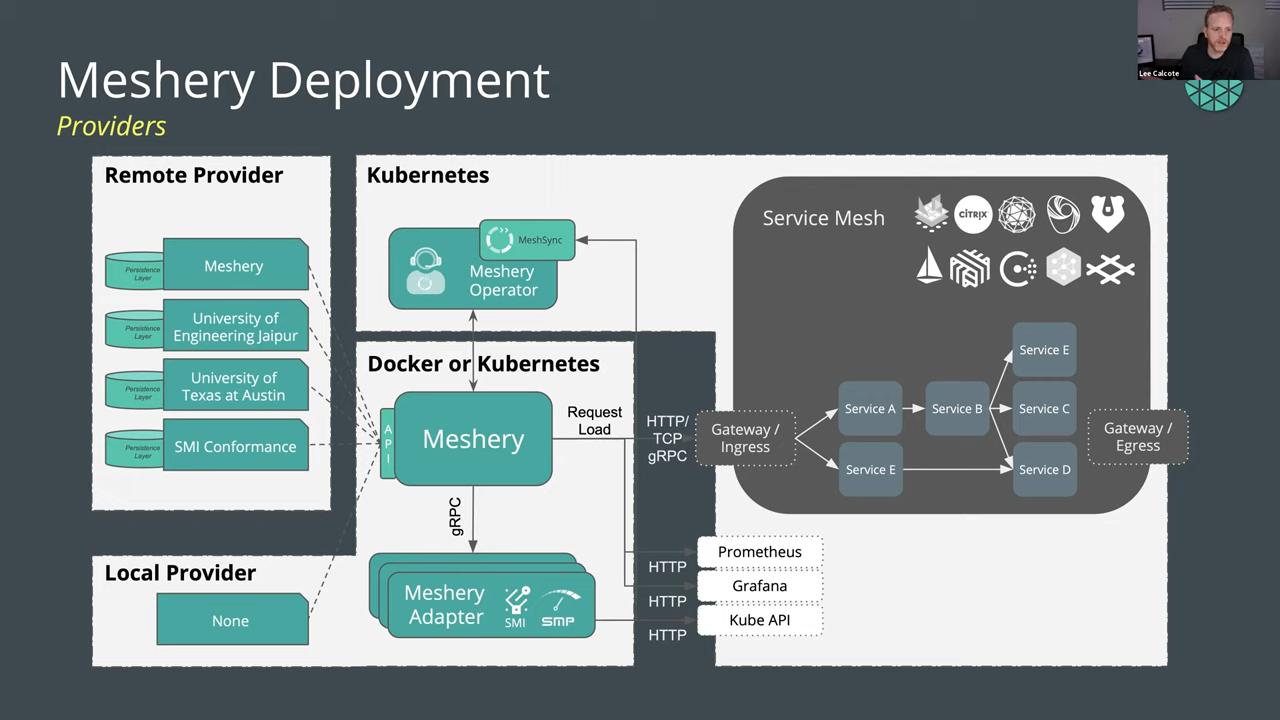 Lee Calcote
Meshery Deployment
Providers
Remote Provider
Persistence
Layer
Meshery
Persistence
Layer
University of
Engineering Jaipur
Persistence
Layer
University of
Texas at Austin
Persistence
Layer
SMI Conformance
Local Provider
None
Kubernetes
MeshSync
Meshery
Operator
Docker or Kubernetes
API
Meshery
Request
Load
gRPC
Meshery
Adapter
SMI
SMP
HTTP/
TCP
gRPC
HTTP
HTTP
HTTP
Service Mesh
CİTRIX
Gateway /
Ingress
Service A
Service B
Service E
Service C
Service E
Service D
Gateway /
Egress
Prometheus
Grafana
Kube API